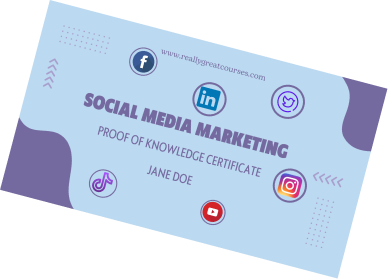 www.reallygreatcourses.com
SOCIAL MEDIA MARKETING
PROOF OF KNOWLEDGE CERTIFICATE
JANE DOE